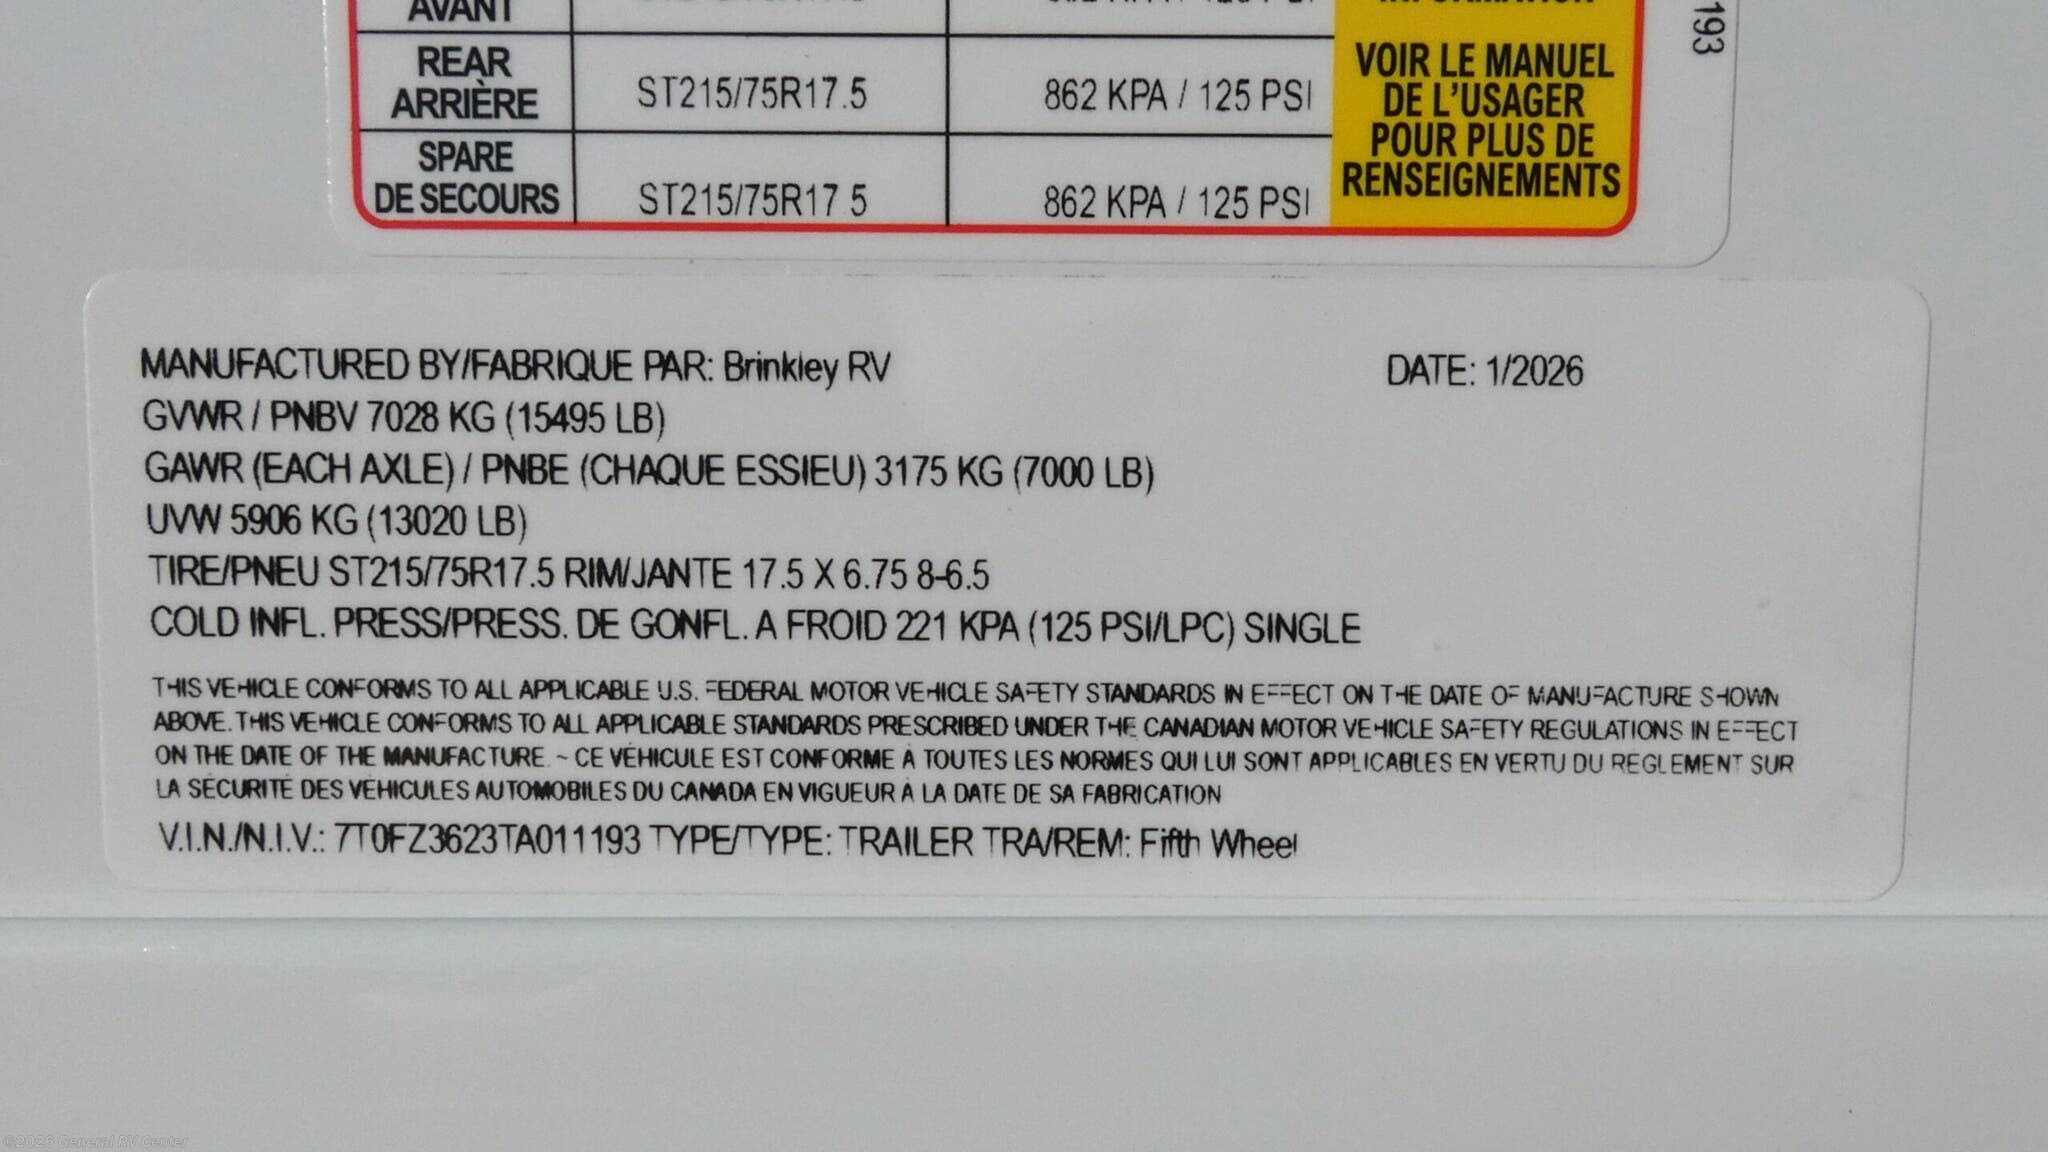 AVANT
REAR
ARRIÈRE
ST215/75R17.5
862 KPA / 125 PSI
SPARE
DE SECOURS
ST215/75R17 5
862 KPA / 125 PSI
VOIR LE MANUEL
DE L'USAGER
POUR PLUS DE
RENSEIGNEMENTS
193
MANUFACTURED BY/FABRIQUE PAR: Brinkley RV
DATE: 1/2026
GVWR / PNBV 7028 KG (15495 LB)
GAWR (EACH AXLE) / PNBE (CHAQUE ESSIEU) 3175 KG (7000 LB)
UVW 5906 KG (13020 LB)
TIRE/PNEU ST215/75R17.5 RIM/JANTE 17.5 X 6.75 8-6.5
COLD INFL. PRESS/PRESS. DE GONFL. A FROID 221 KPA (125 PSI/LPC) SINGLE
THIS VEHICLE CONFORMS TO ALL APPLICABLE U.S. FEDERAL MOTOR VEHICLE SAFETY STANDARDS IN EFFECT ON THE DATE OF MANUFACTURE SHOWN
ABOVE. THIS VEHICLE CONFORMS TO ALL APPLICABLE STANDARDS PRESCRIBED UNDER THE CANADIAN MOTOR VEHICLE SAFETY REGULATIONS IN EFFECT
ON THE DATE OF THE MANUFACTURE. ~ CE VÉHICULE EST CONFORME À TOUTES LES NORMES QUI LUI SONT APPLICABLES EN VERTU DU REGLEMENT SUR
LA SÉCURITÉ DES VÉHICULES AUTOMOBILES DU CANADA EN VIGUEUR À LA DATE DE SA FABRICATION
V.I.N./N.I.V.: 7T0FZ3623TA011193 TYPE/TYPE: TRAILER TRA/REM: Fifth Wheel
©2026 General RV Center